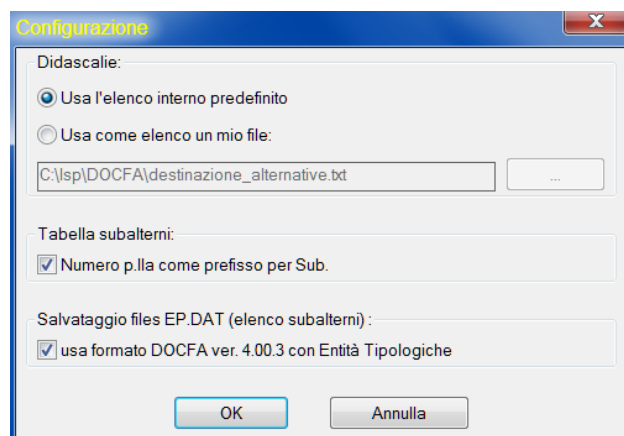 Configurazione
Didascalie:
Usa l'elenco interno predefinito
Usa come elenco un mio file:
C:\lsp\DOCFA\destinazione_alternative.txt
...
Tabella subalterni:
Numero p.lla come prefisso per Sub.
Salvataggio files EP.DAT (elenco subalterni) :
usa formato DOCFA ver. 4.00.3 con Entità Tipologiche
OK Annulla